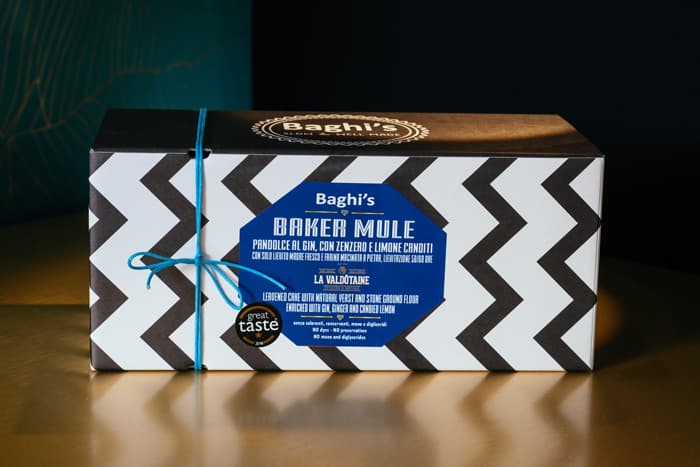 Baghi's
SLOW & WELL MADE
Baghi's
BAKER MULE
PANDOLCE AL GIN, CON ZENZERO E LIMONE CANDITI
CON SOLO LIEVITO MADRE FRESCO E FARINA MACINATA A PIETRA, LIEVITAZIONE 50/60 ORE
LA VALDÔTAINE
LEAVENED CAKE WITH NATURAL YERST AND STONE GROUND FLOUR
ENRICHED WITH GIN, GINGER AND CANDIED LEMON
senza coloranti, conservanti, mono e digliceridi
NO dyes - NO preservatives
NO mono and diglycerides
great
taste